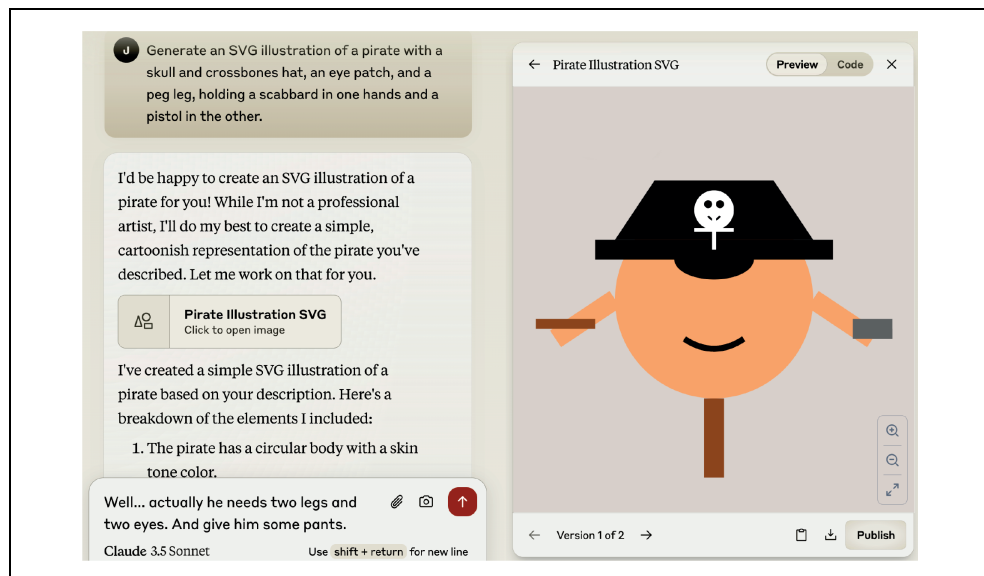 J
Generate an SVG illustration of a pirate with a
skull and crossbones hat, an eye patch, and a
peg leg, holding a scabbard in one hands and a
pistol in the other.
I'd be happy to create an SVG illustration of a
pirate for you! While I'm not a professional
artist, I'll do my best to create a simple,
cartoonish representation of the pirate you've
described. Let me work on that for you.
Pirate Illustration SVG
Click to open image
I've created a simple SVG illustration of a
pirate based on your description. Here's a
breakdown of the elements I included:
1. The pirate has a circular body with a skin
tone color.
Well... actually he needs two legs and
two eyes. And give him some pants.
Claude 3.5 Sonnet
Use shift + return for new line
Pirate Illustration SVG
Preview
Code
Version 1 of 2
Publish